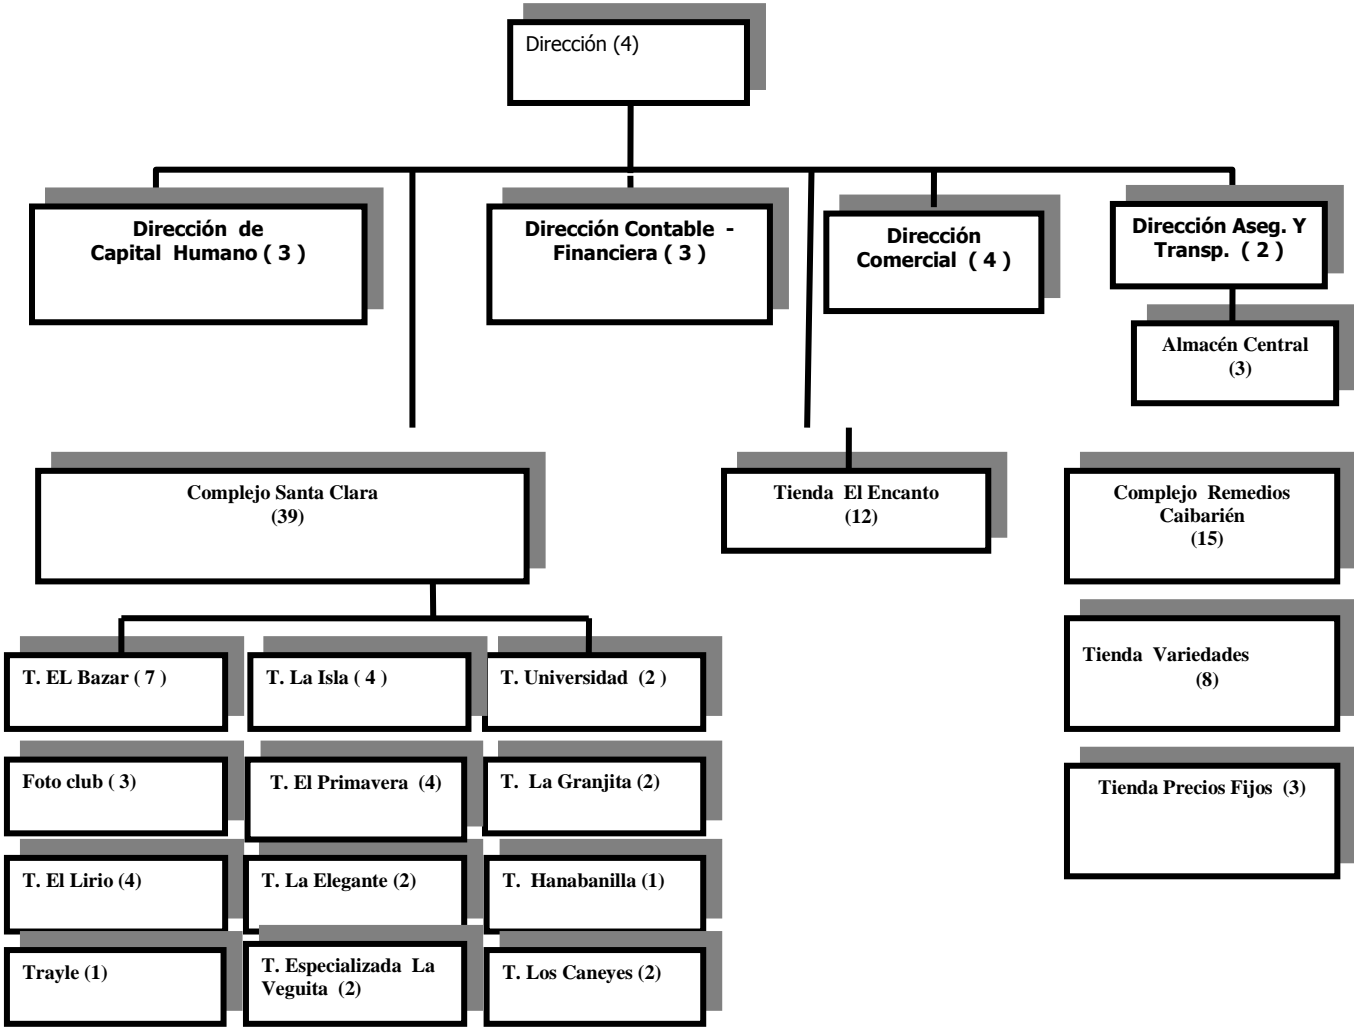 Dirección (4)
Dirección de
Capital Humano ( 3 )
Dirección Contable -
Financiera ( 3 )
Dirección
Comercial ( 4 )
Dirección Aseg. Y
Transp. ( 2 )
Almacén Central
(3)
Complejo Santa Clara
(39)
Tienda El Encanto
(12)
Complejo Remedios
Caibarién
(15)
T. EL Bazar ( 7 )
T. La Isla ( 4 )
T. Universidad (2 )
Tienda Variedades
(8)
Foto club ( 3)
T. El Primavera (4)
T. La Granjita (2)
Tienda Precios Fijos (3)
T. El Lirio (4)
T. La Elegante (2)
T. Hanabanilla (1)
Trayle (1)
T. Especializada La
Veguita (2)
T. Los Caneyes (2)